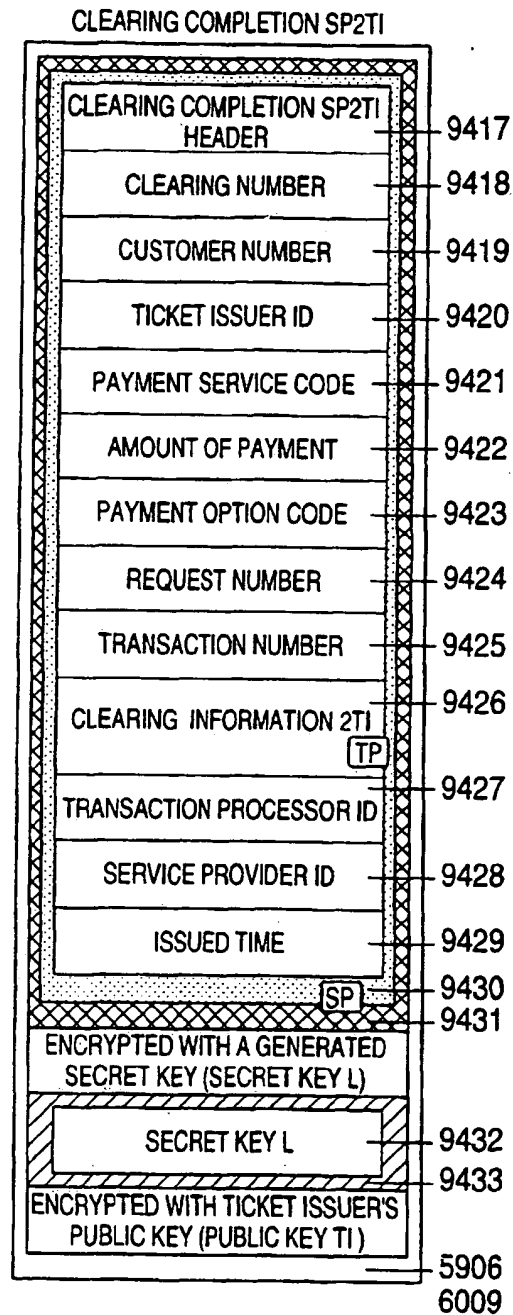 CLEARING COMPLETION SP2TI
CLEARING COMPLETION SP2TI
HEADER
9417
CLEARING NUMBER
9418
CUSTOMER NUMBER
9419
TICKET ISSUER ID
9420
PAYMENT SERVICE CODE
9421
AMOUNT OF PAYMENT
9422
PAYMENT OPTION CODE
9423
REQUEST NUMBER
9424
TRANSACTION NUMBER
9425
CLEARING INFORMATION 2TI
9426
TP
TRANSACTION PROCESSOR ID
9427
SERVICE PROVIDER ID
9428
ISSUED TIME
9429
SP
9430
9431
ENCRYPTED WITH A GENERATED
SECRET KEY (SECRET KEY L)
SECRET KEY L
9432
9433
ENCRYPTED WITH TICKET ISSUER'S
PUBLIC KEY (PUBLIC KEY TI )
5906
6009